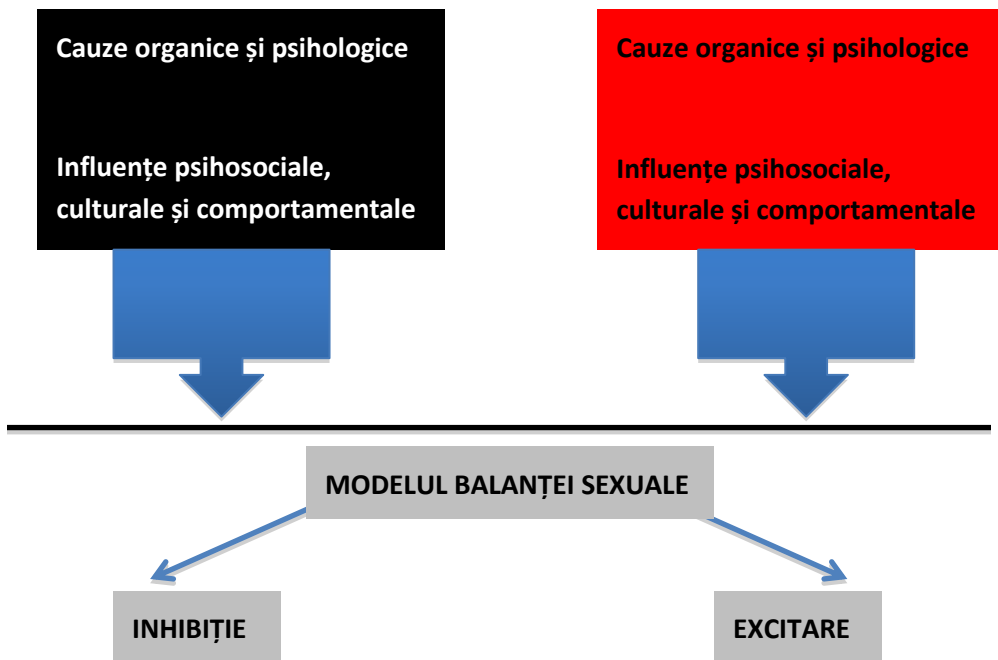 Cauze organice și psihologice
Influențe psihosociale,
culturale și comportamentale
Cauze organice și psihologice
Influențe psihosociale,
culturale și comportamentale
MODELUL BALANȚEI SEXUALE
INHIBIȚIE
EXCITARE